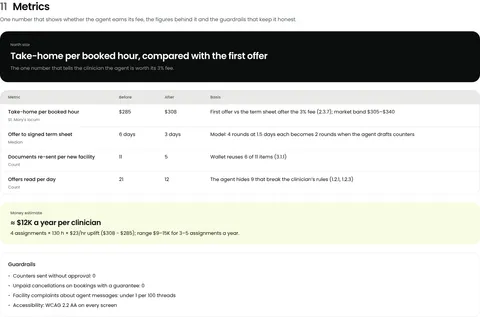 11 Metrics
One number that shows whether the agent earns its fee, the figures behind it and the guardrails that keep it honest.
Worth also
Take-home per booked hour, compared with the first offer
The one number that tells the clinician the agent is worth its 3% fee.
Metric Before After Basis
Take-home per booked hour $285 $308 First offer vs the term sheet after the 3% fee (2.3.7); market band $305–$340
St. Mary's locum
Offer to signed term sheet 6 days 3 days Model: 4 rounds at 1.5 days each becomes 2 rounds when the agent drafts counters
Median
Documents re-sent per new facility 11 5 Wallet reuses 6 of 11 items (3.1.1)
Count
Offers read per day 21 12 The agent hides 9 that break the clinician's rules (1.2.1, 1.2.3)
Count
Money estimate
≈ $12K a year per clinician
4 assignments × 130 h × $23/hr uplift ($308 − $285); range $9–15K for 3–5 assignments a year.
Guardrails
• Counters sent without approval: 0
• Unpaid cancellations on bookings with a guarantee: 0
• Facility complaints about agent messages: under 1 per 100 threads
• Accessibility: WCAG 2.2 AA on every screen